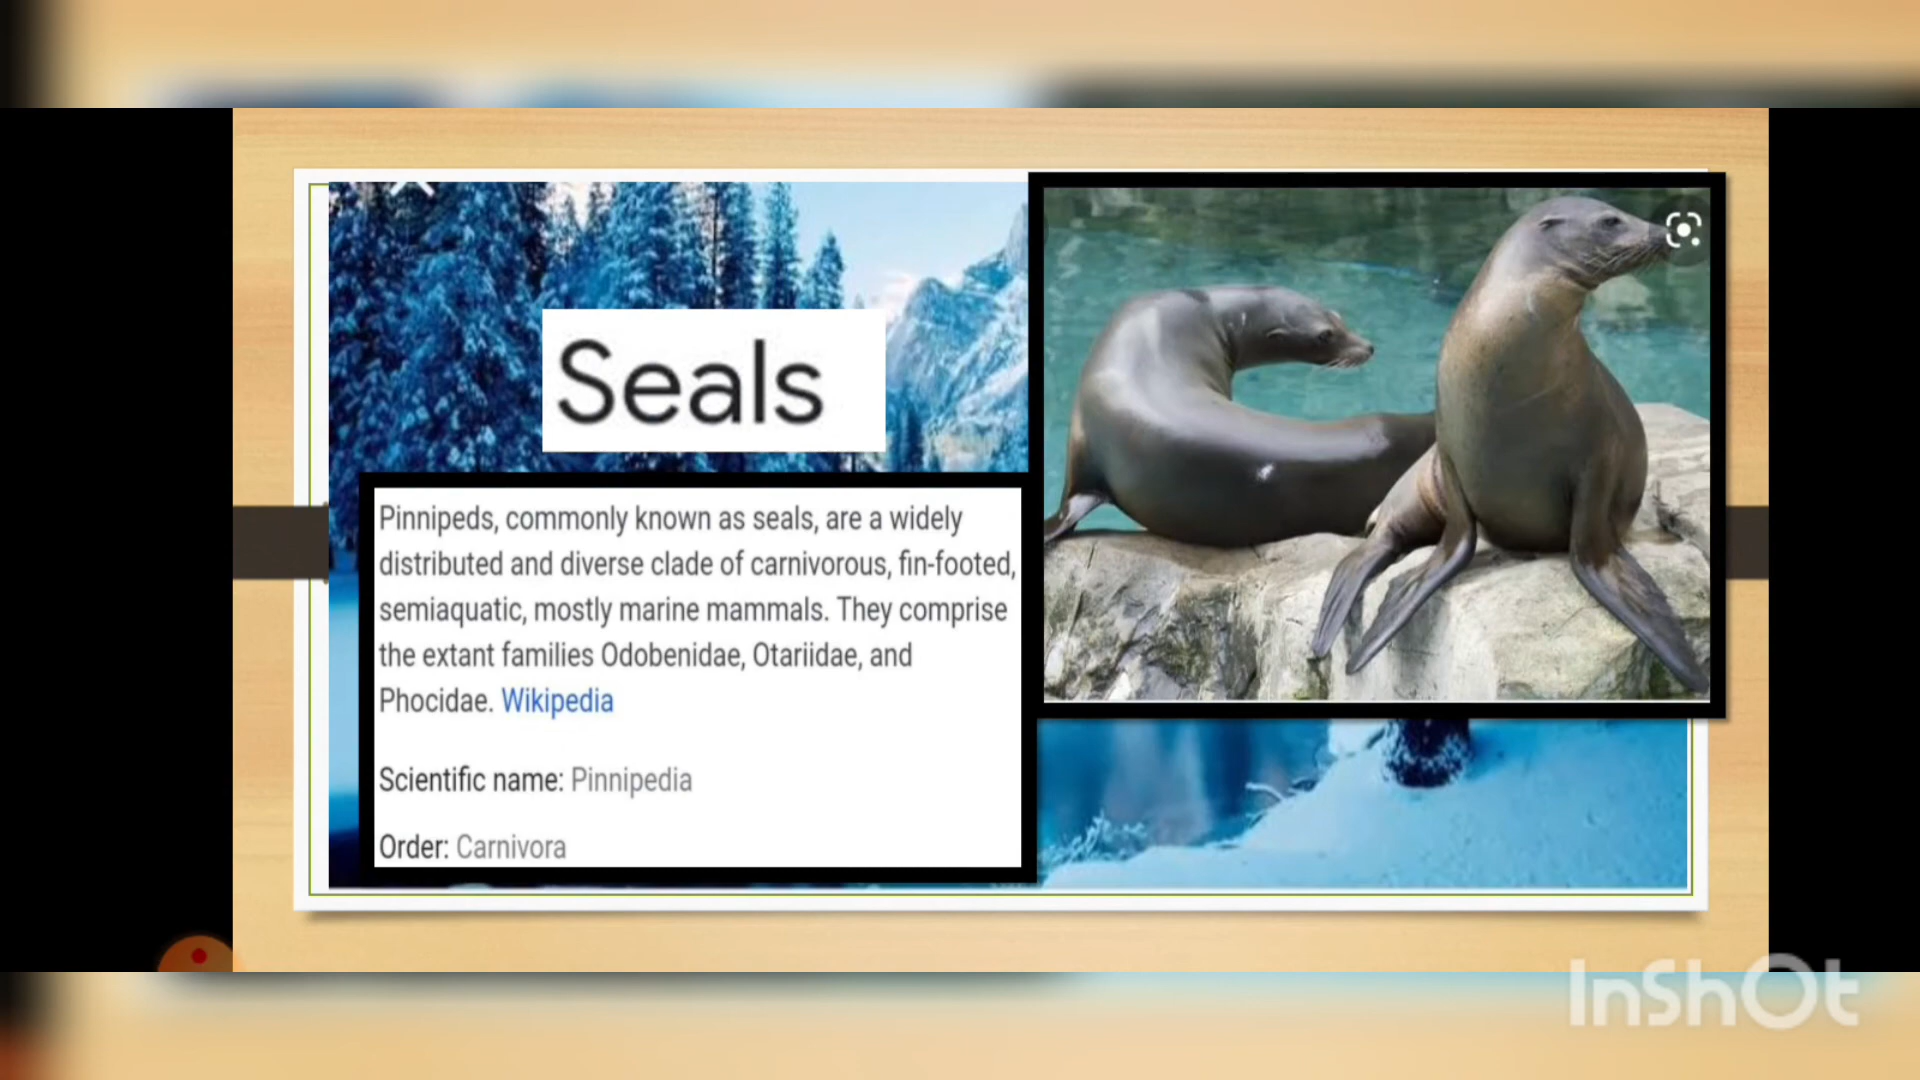 Seals
Pinnipeds, commonly known as seals, are a widely
distributed and diverse clade of carnivorous, fin-footed,
semiaquatic, mostly marine mammals. They comprise
the extant families Odobenidae, Otariidae, and
Phocidae. Wikipedia
Scientific name: Pinnipedia
Order: Carnivora
InShOt